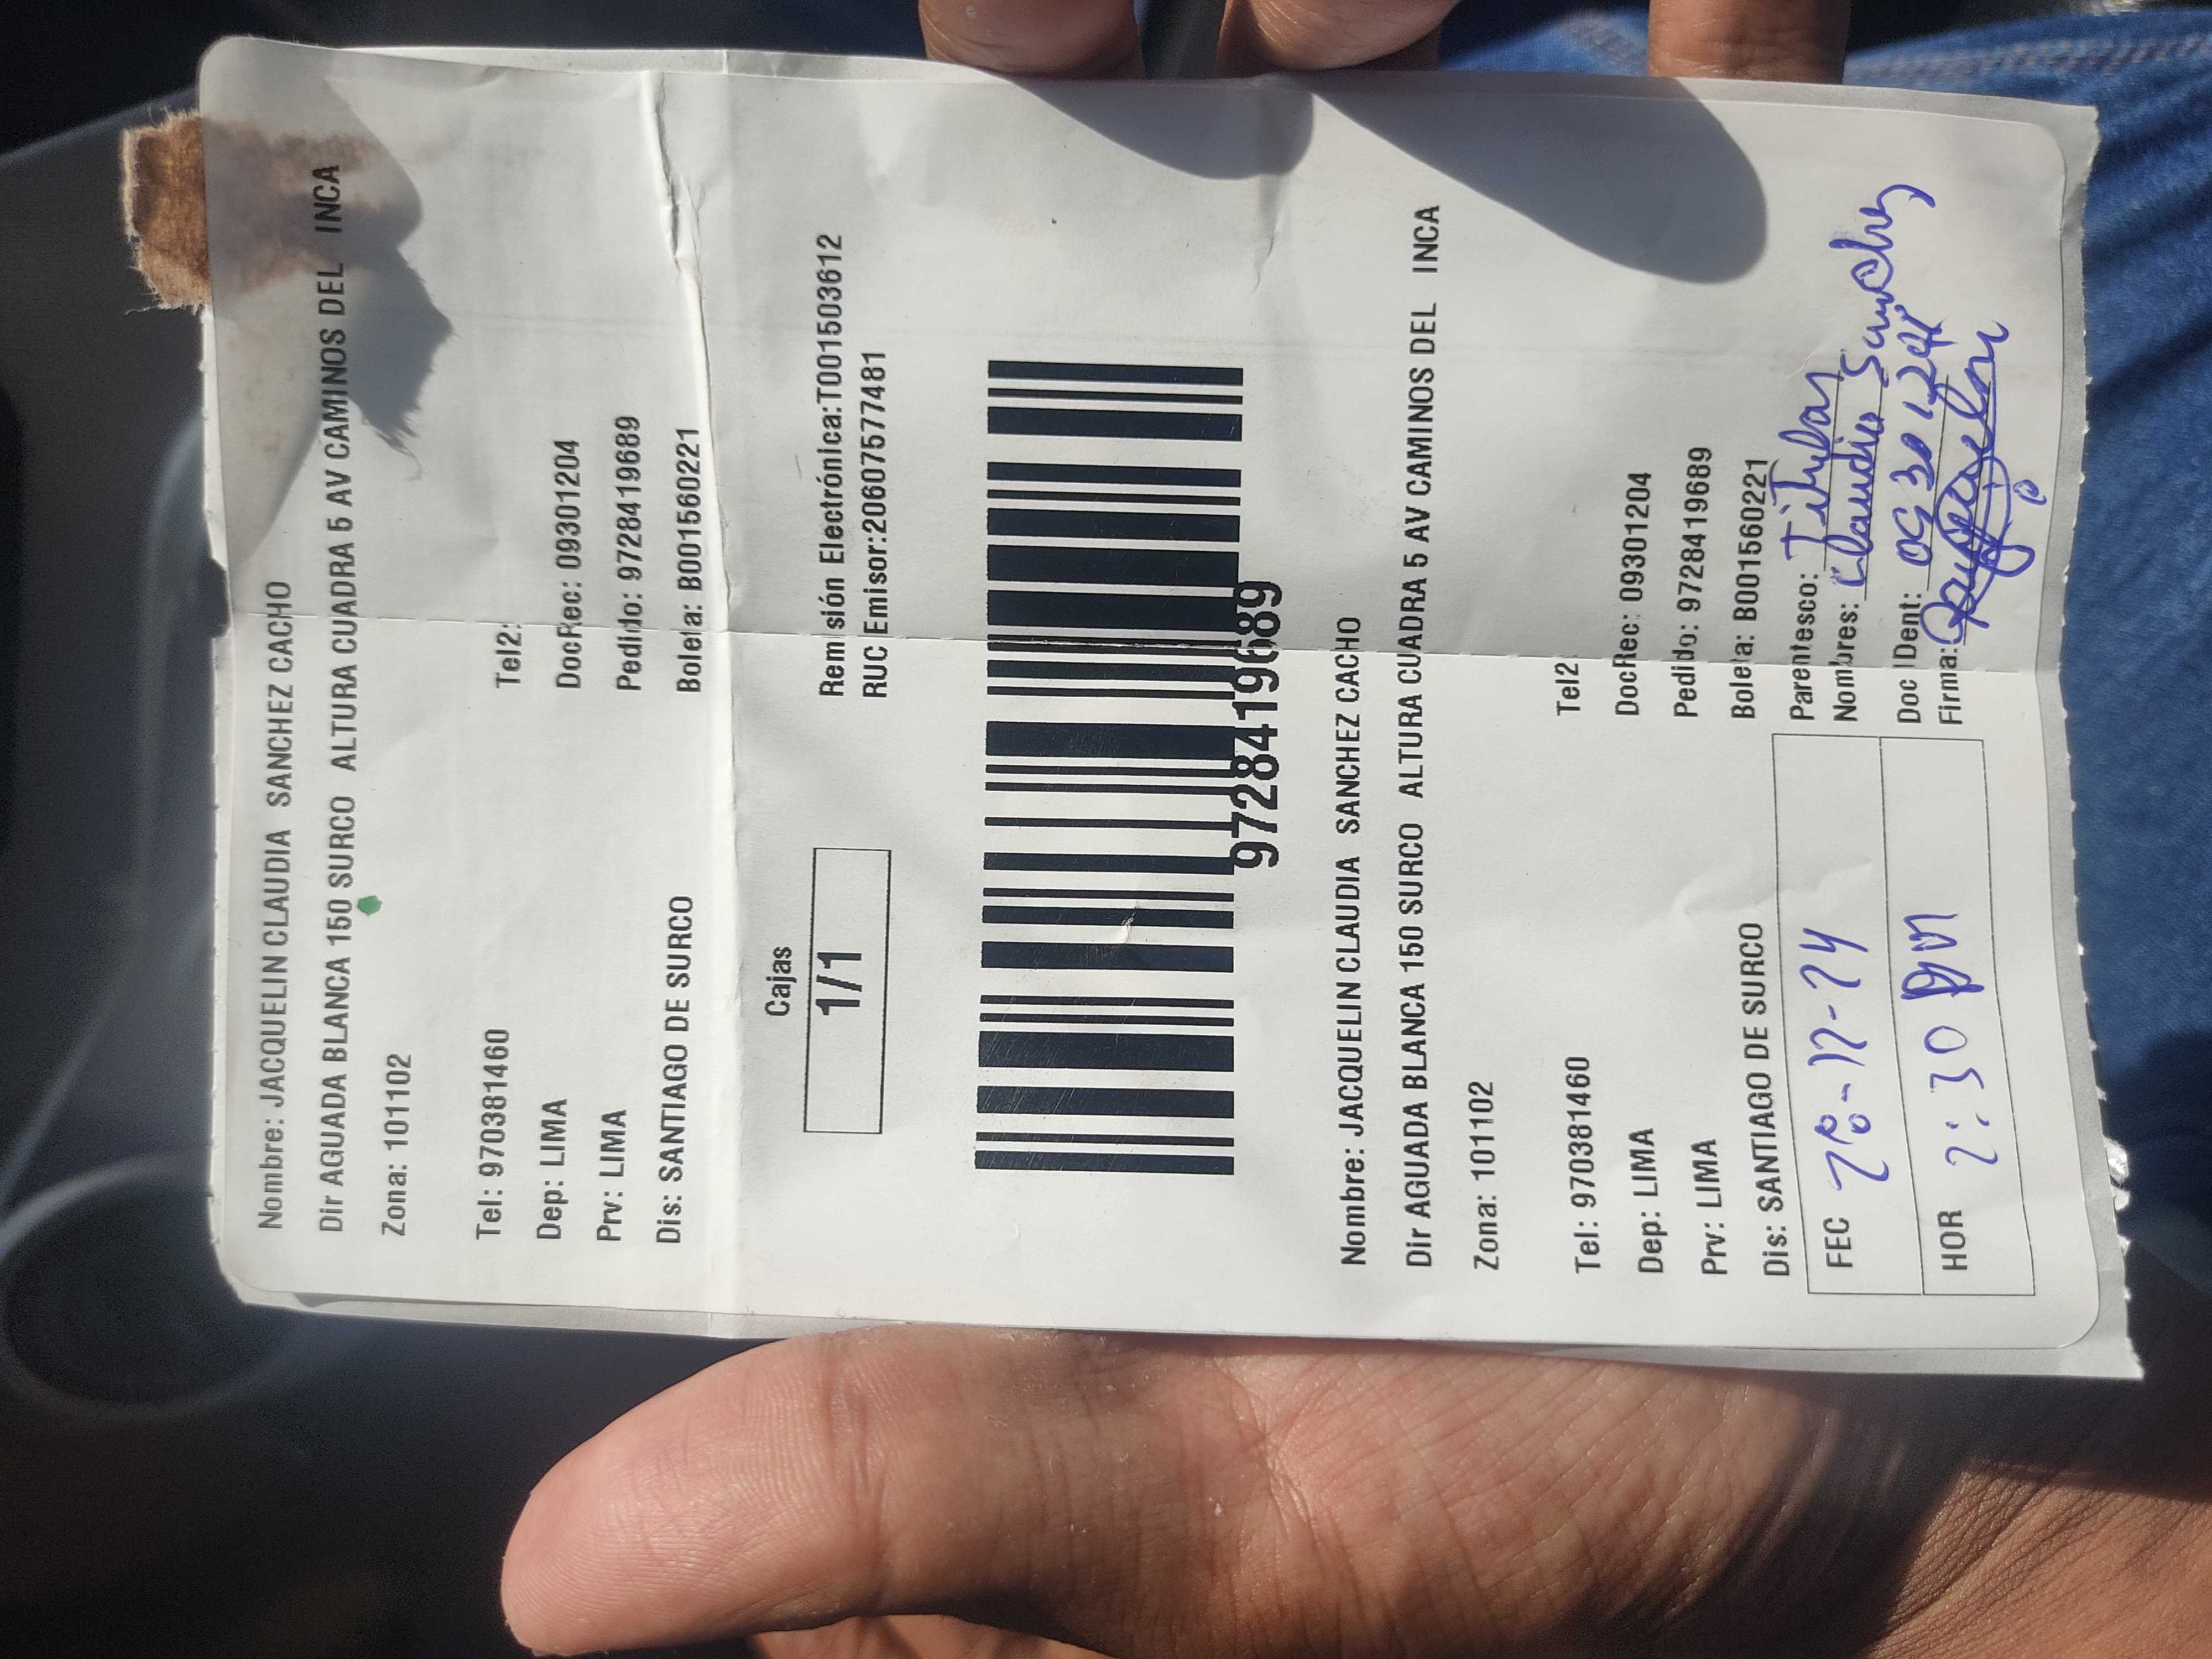 Nombre: JACQUELIN CLAUDIA SANCHEZ CACHO
Dir AGUADA BLANCA 150 SURCO ALTURA CUADRA 5 AV CAMINOS DEL INCA
Zona: 101102
Tel: 970381460 Tel2:
Dep: LIMA DocRec: 09301204
Prv: LIMA Pedido: 9728419689
Dis: SANTIAGO DE SURCO Boleta: B001560221
Cajas
1/1
Remisión Electrónica:T001503612
RUC Emisor:20607577481
9728419689
Nombre: JACQUELIN CLAUDIA SANCHEZ CACHO
Dir AGUADA BLANCA 150 SURCO ALTURA CUADRA 5 AV CAMINOS DEL INCA
Zona: 101102
Tel: 970381460 Tel2
Dep: LIMA DocRec: 09301204
Prv: LIMA Pedido: 9728419689
Dis: SANTIAGO DE SURCO Boleta: B001560221
FEC 28-12-24 Parentesco: Titular
Nombres: Claudia Sanchez
HOR 2:30 pm Doc IDent:
Firma: